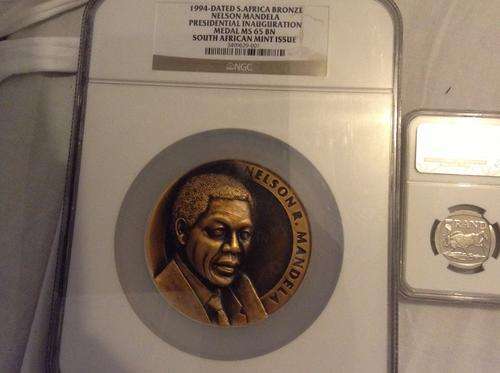 1994-DATED S.AFRICA BRONZE
NELSON MANDELA
PRESIDENTIAL INAUGURATION
MEDAL MS 65 BN
SOUTH AFRICAN MINT ISSUE
NGC
NELSON R. MANDELA
RAND